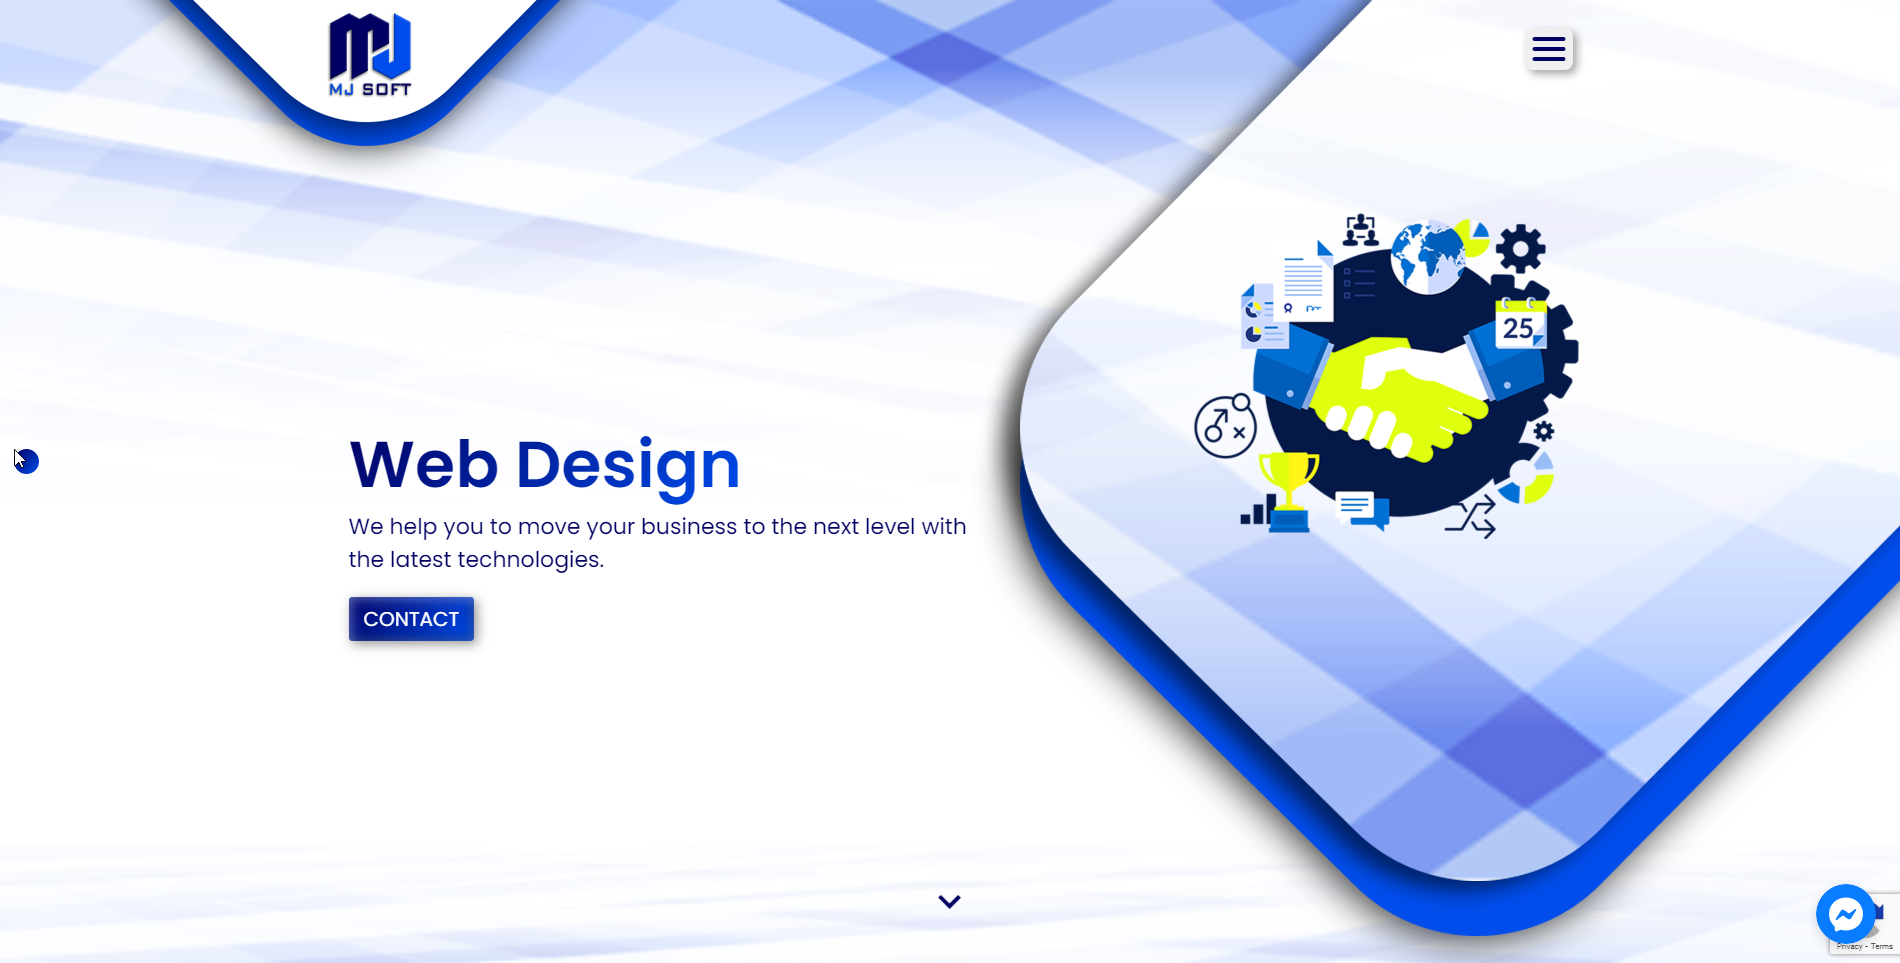 MJ SOFT
25
Web Design
We help you to move your business to the next level with
the latest technologies.
CONTACT
Privacy - Terms